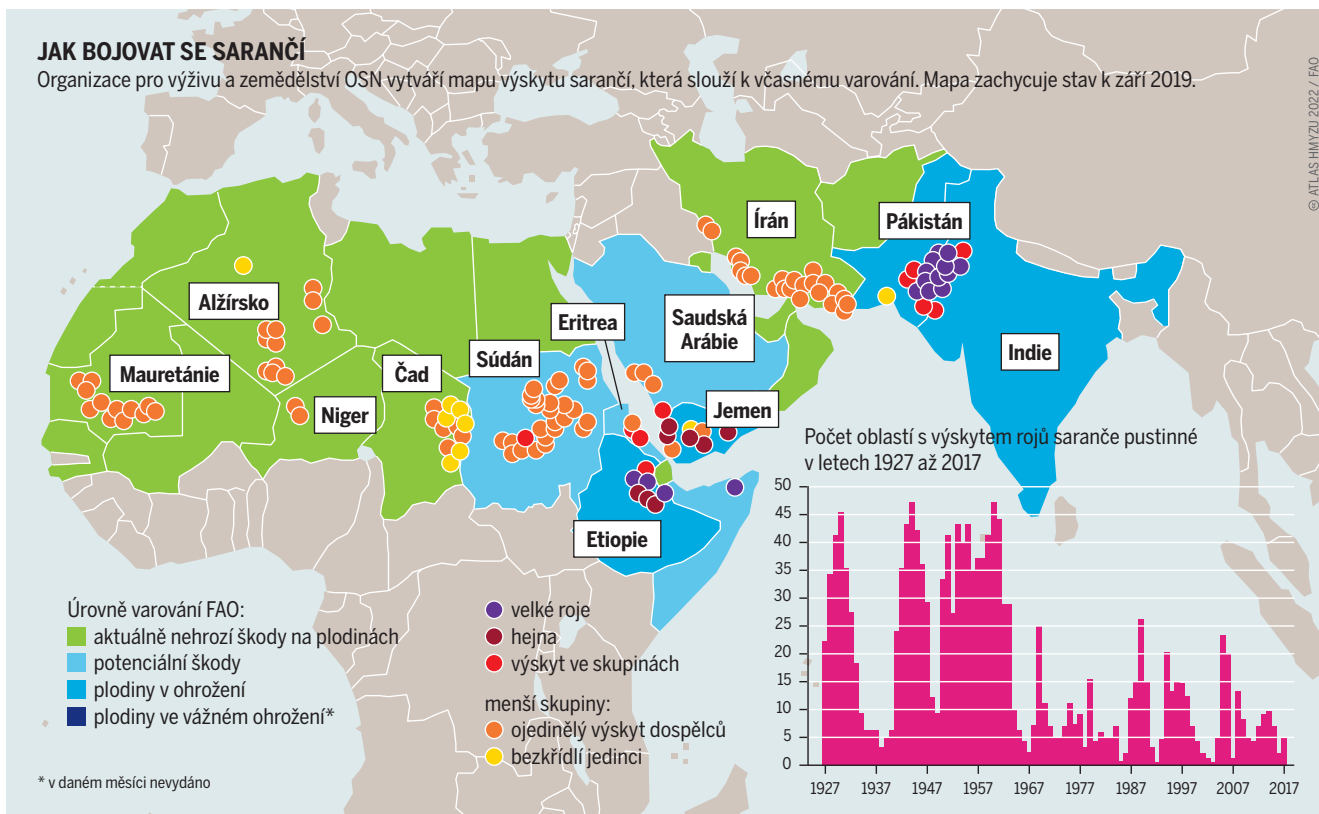 JAK BOJOVAT SE SARANČÍ
Organizace pro výživu a zemědělství OSN vytváří mapu výskytu sarančí, která slouží k včasnému varování. Mapa zachycuje stav k září 2019.
© ATLAS HMYZU 2022 / FAO
Írán
Pákistán
Alžírsko
Eritrea
Saudská
Arábie
Indie
Mauretánie
Čad
Súdán
Niger
Jemen
Etiopie
Úrovně varování FAO:
aktuálně nehrozí škody na plodinách
potenciální škody
plodiny v ohrožení
plodiny ve vážném ohrožení*
* v daném měsíci nevydáno
velké roje
hejna
výskyt ve skupinách
menší skupiny:
ojedinělý výskyt dospělců
bezkřídlí jedinci
Počet oblastí s výskytem rojů saranče pustinné
v letech 1927 až 2017
50
45
40
35
30
25
20
15
10
5
0
1927 1937 1947 1957 1967 1977 1987 1997 2007 2017